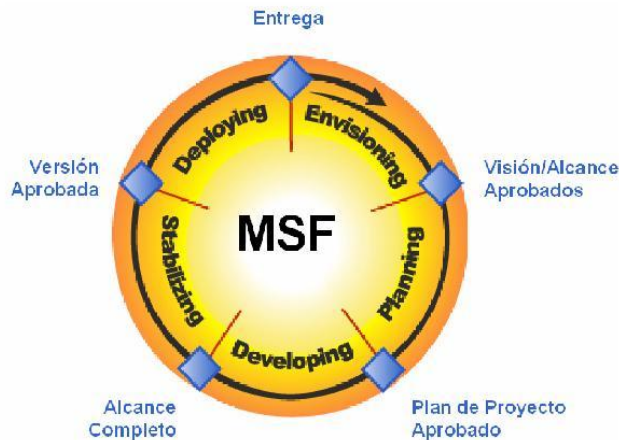 Entrega
Deploying
Envisioning
Versión
Aprobada
Visión/Alcance
Aprobados
MSF
Stabilizing
Planning
Developing
Alcance
Completo
Plan de Proyecto
Aprobado